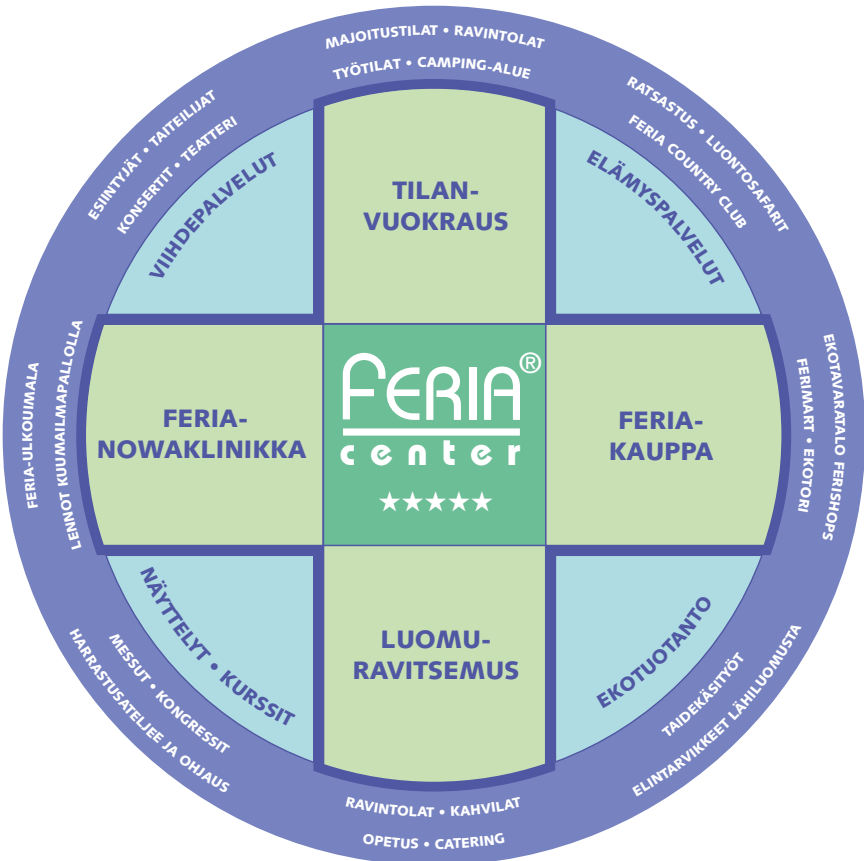 MAJOITUSTILAT • RAVINTOLAT
TYÖTILAT • CAMPING-ALUE
RATSASTUS • LUONTOSAFARIT
FERIA COUNTRY CLUB
ESIINTYJÄT • TAITEILIJAT
KONSERTIT • TEATTERI
VIIHDEPALVELUT
TILAN-
VUOKRAUS
ELÄMYSPALVELUT
FERIA-ULKOUIMALA
LENNOT KUUMAILMAPALLOLLA
FERIA-
NOWAKLINIKKA
FERIA®
center
★★★★★
FERIA-
KAUPPA
EKOTAVARATALO FERISHOPS
FERIMART • EKOTORI
NÄYTTELYT • KURSSIT
MESSUT • KONGRESSIT
HARRASTUSATELJEE JA OHJAUS
LUOMU-
RAVITSEMUS
EKOTUOTANTO
TAIDEKÄSITYÖT
ELINTARVIKKEET LÄHILUOMUSTA
RAVINTOLAT • KAHVILAT
OPETUS • CATERING